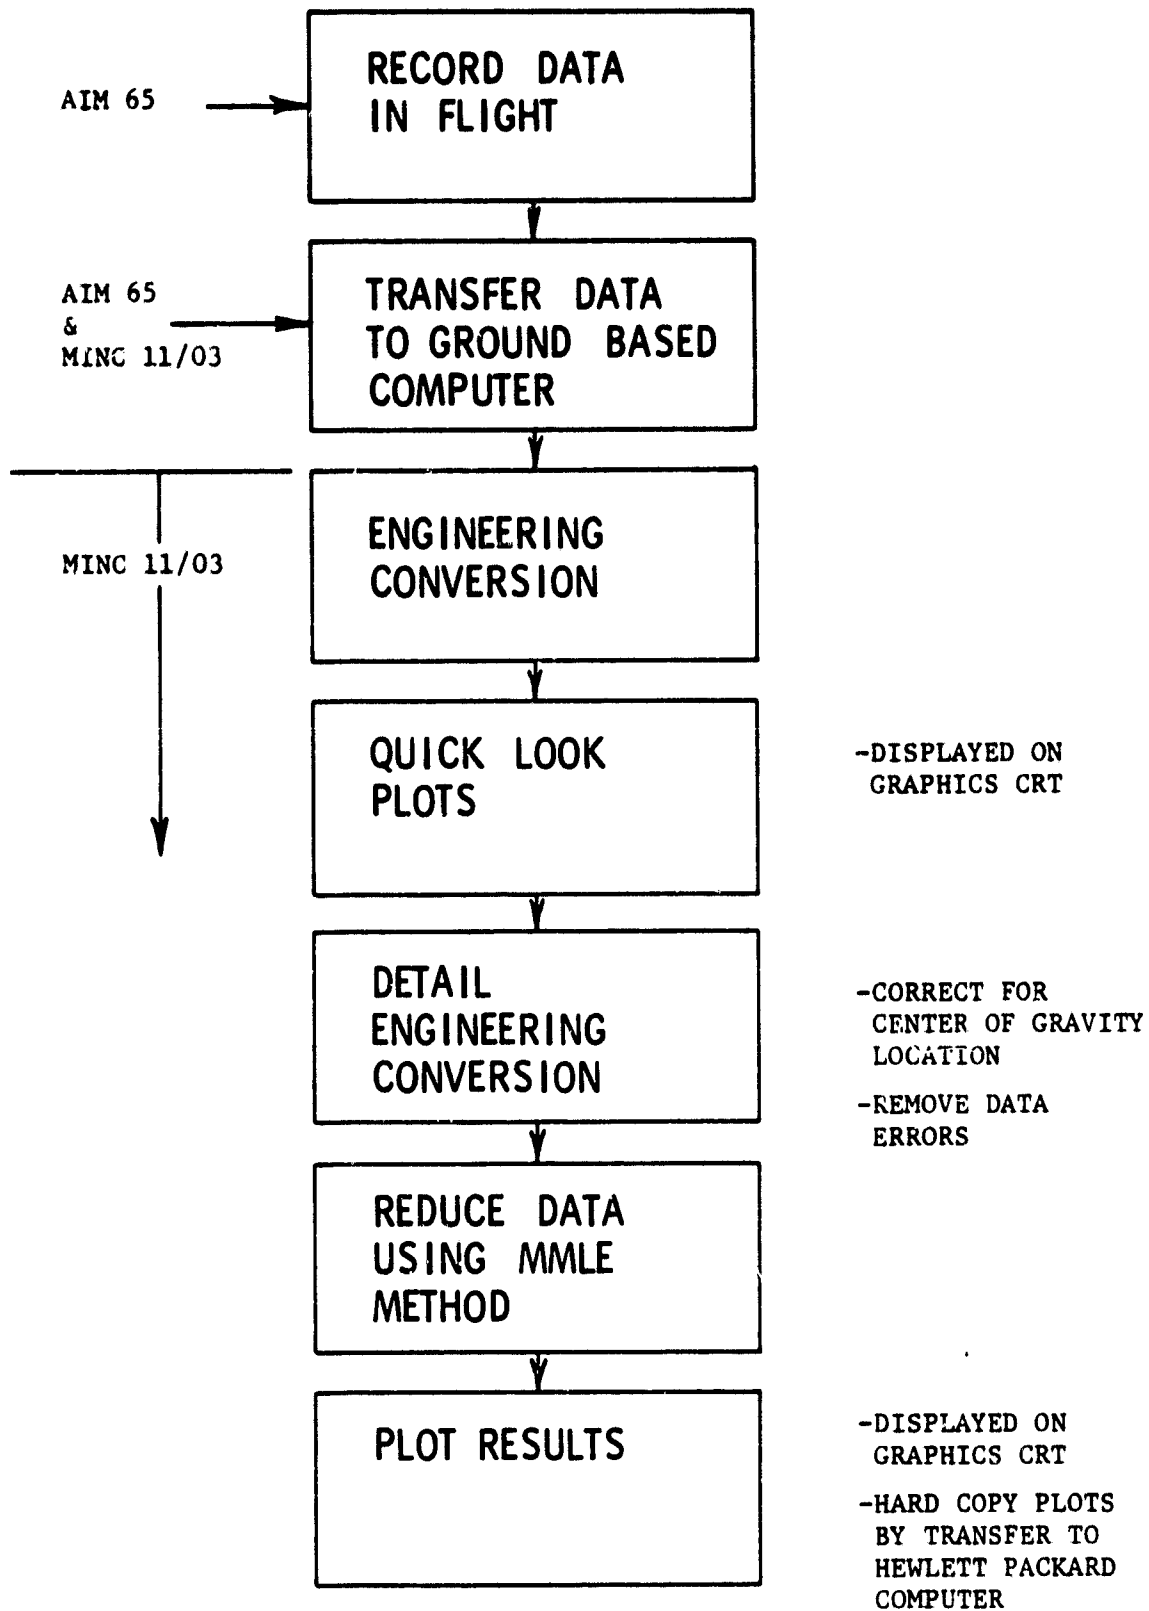 RECORD DATA
IN FLIGHT
AIM 65
TRANSFER DATA
TO GROUND BASED
COMPUTER
AIM 65
&
MINC 11/03
ENGINEERING
CONVERSION
MINC 11/03
QUICK LOOK
PLOTS
-DISPLAYED ON
GRAPHICS CRT
DETAIL
ENGINEERING
CONVERSION
-CORRECT FOR
CENTER OF GRAVITY
LOCATION
-REMOVE DATA
ERRORS
REDUCE DATA
USING MMLE
METHOD
PLOT RESULTS
-DISPLAYED ON
GRAPHICS CRT
-HARD COPY PLOTS
BY TRANSFER TO
HEWLETT PACKARD
COMPUTER